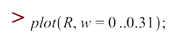 > plot(R, w = 0 ..0.31);